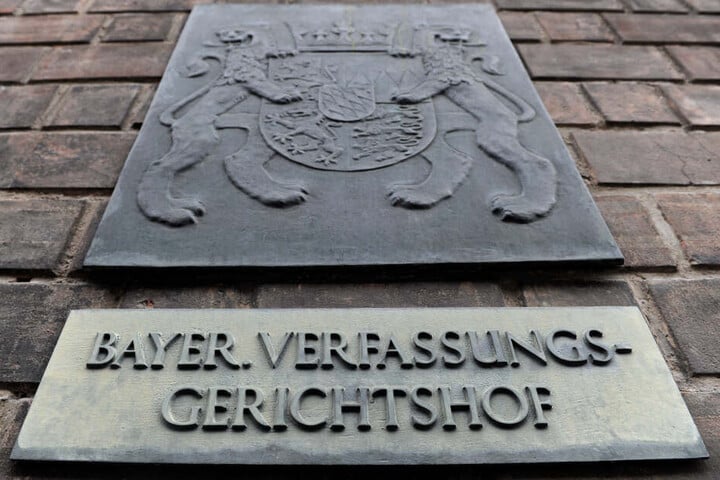 BAYER. VERFASSUNGS-
GERICHTSHOF